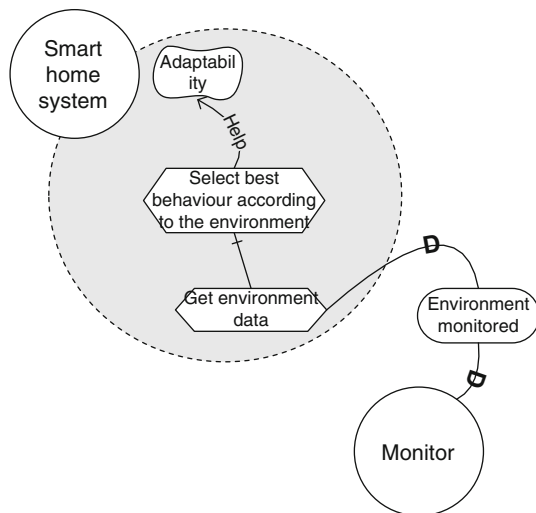 Smart
home
system
Adaptabil
ity
Help
Select best
behaviour according
to the environment
Get environment
data
D
Environment
monitored
D
Monitor